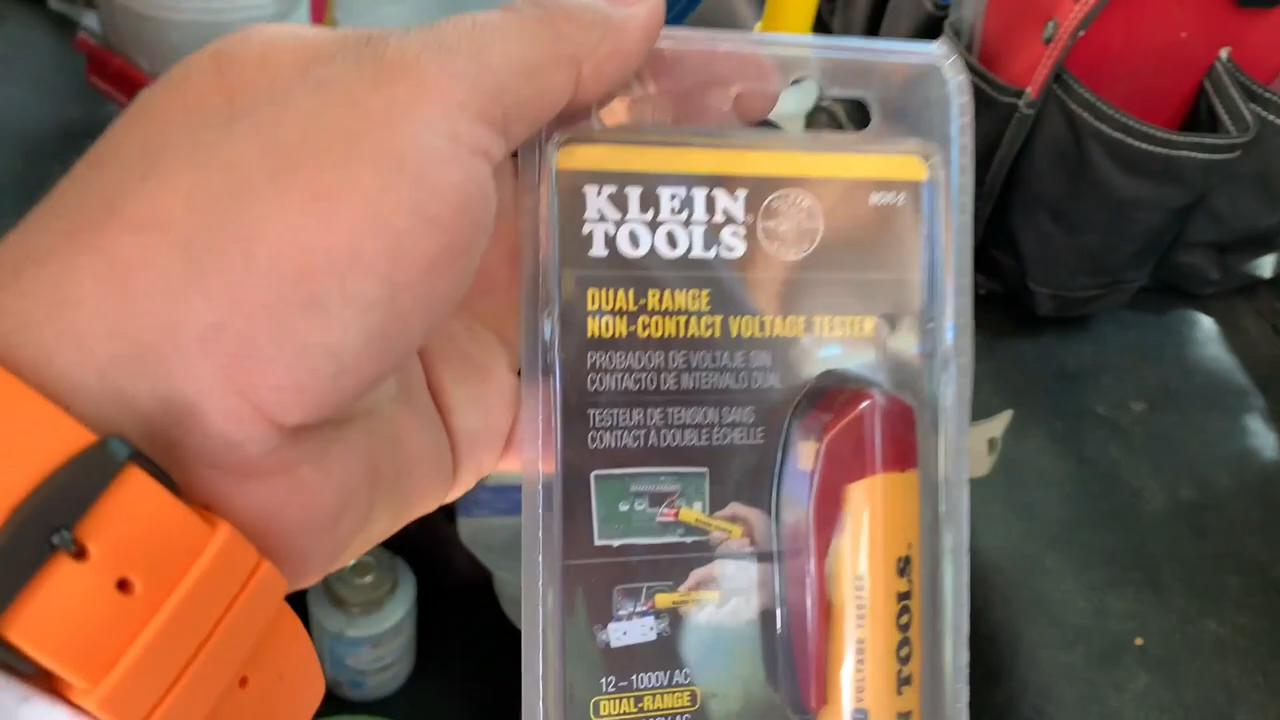 KLEIN
TOOLS
DUAL-RANGE
NON-CONTACT VOLTAGE TESTER
PROBADOR DE VOLTAJE SIN
CONTACTO DE INTERVALO DUAL
TESTEUR DE TENSION SANS
CONTACT À DOUBLE ÉCHELLE
12 – 1000V AC
DUAL-RANGE
VOLTAGE TESTER
TOOLS